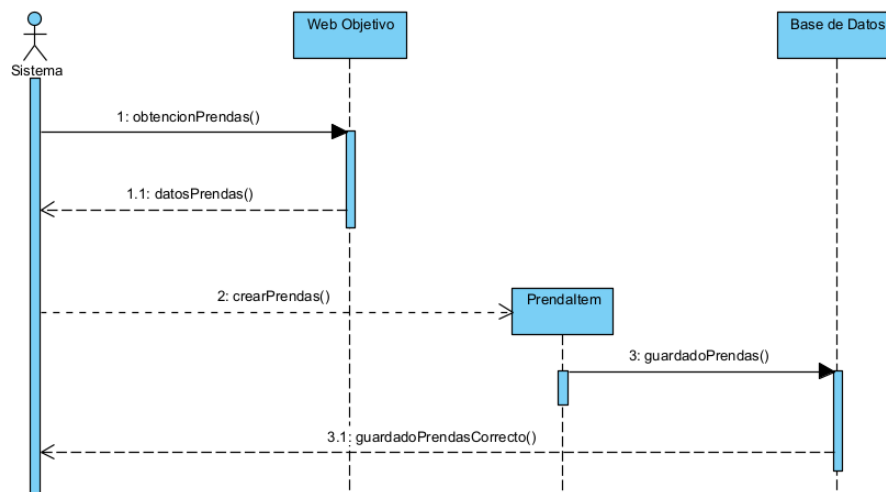 Web Objetivo
Base de Datos
Sistema
1: obtencionPrendas()
1.1: datosPrendas()
2: crearPrendas()
PrendaItem
3: guardadoPrendas()
3.1: guardadoPrendasCorrecto()